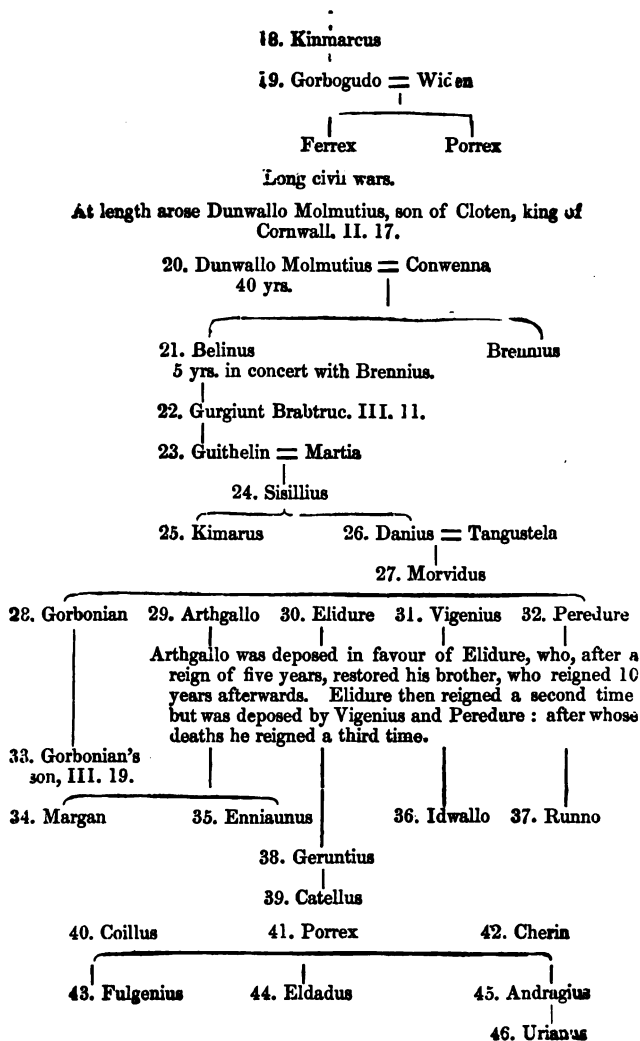 18. Kinmarcus
19. Gorbogudo = Widen
Ferrex Porrex
Long civil wars.
At length arose Dunwallo Molmutius, son of Cloten, king of
Cornwall. II. 17.
20. Dunwallo Molmutius = Conwenna
40 yrs.
21. Belinus Brennius
5 yrs. in concert with Brennius.
22. Gurgiunt Brabtruc. III. 11.
23. Guithelin = Martia
24. Sisillius
25. Kimarus 26. Danius = Tangustela
27. Morvidus
28. Gorbonian 29. Arthgallo 30. Elidure 31. Vigenius 32. Peredure
Arthgallo was deposed in favour of Elidure, who, after a
reign of five years, restored his brother, who reigned 10
years afterwards. Elidure then reigned a second time
but was deposed by Vigenius and Peredure : after whose
deaths he reigned a third time.
33. Gorbonian's
son, III. 19.
34. Margan 35. Enniaunus 36. Idwallo 37. Runno
38. Geruntius
39. Catellus
40. Coillus 41. Porrex 42. Cherin
43. Fulgenius 44. Eldadus 45. Andragius
46. Urianus